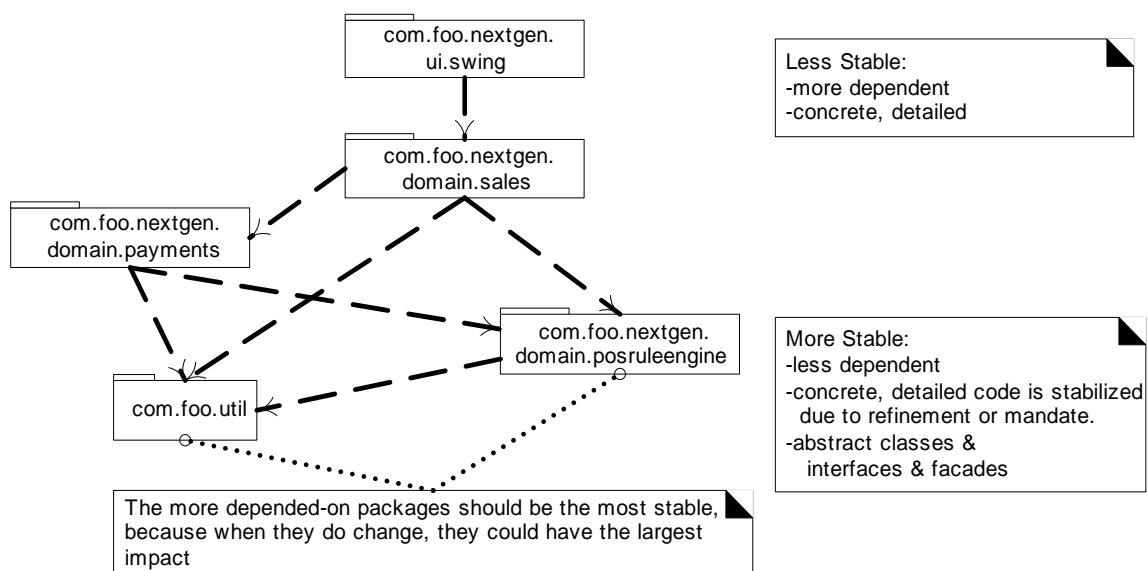 com.foo.nextgen.
ui.swing
Less Stable:
-more dependent
-concrete, detailed
com.foo.nextgen.
domain.sales
com.foo.nextgen.
domain.payments
com.foo.nextgen.
domain.posruleengine
More Stable:
-less dependent
-concrete, detailed code is stabilized
due to refinement or mandate.
-abstract classes &
interfaces & facades
com.foo.util
The more depended-on packages should be the most stable,
because when they do change, they could have the largest
impact